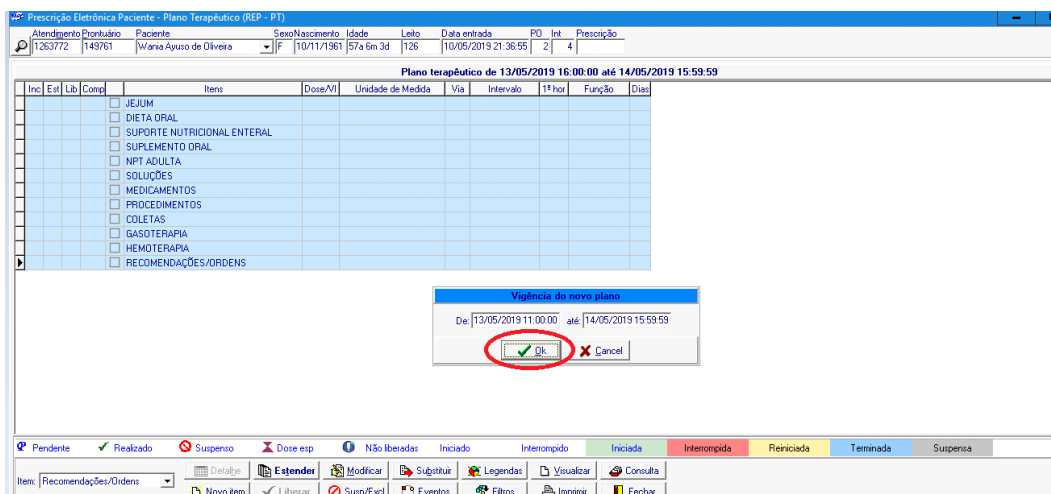 Prescrição Eletrônica Paciente - Plano Terapêutico (REP - PT)
Atendimento Prontuário Paciente Sexo Nascimento Idade Leito Data entrada PO Int Prescrição
1263772 149761 Wania Ayuso de Oliveira F 10/11/1961 57a 6m 3d 126 10/05/2019 21:36:55 2 4
Plano terapêutico de 13/05/2019 16:00:00 até 14/05/2019 15:59:59
Inc Est Lib Comp Itens Dose/Vl Unidade de Medida Via Intervalo 1ª hor Função Dias
JEJUM
DIETA ORAL
SUPORTE NUTRICIONAL ENTERAL
SUPLEMENTO ORAL
NPT ADULTA
SOLUÇÕES
MEDICAMENTOS
PROCEDIMENTOS
COLETAS
GASOTERAPIA
HEMOTERAPIA
RECOMENDAÇÕES/ORDENS
Vigência do novo plano
De: 13/05/2019 11:00:00 até: 14/05/2019 15:59:59
Ok Cancel
Pendente Realizado Suspenso Dose esp Não liberadas Iniciado Interrompido Iniciada Interrompida Reiniciada Terminada Suspensa
Item: Recomendações/Ordens Detalhe Estender Modificar Substituir Legendas Visualizar Consulta
Novo item Liberar Susp/Excl Eventos Filtros Imprimir Fechar